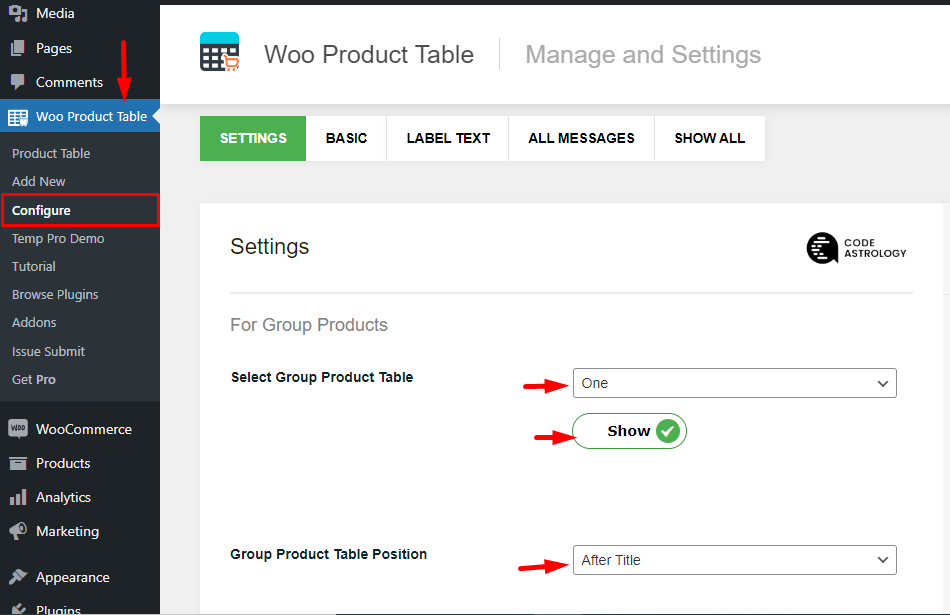 Media
Pages
Comments
Woo Product Table
Product Table
Add New
Configure
Temp Pro Demo
Tutorial
Browse Plugins
Addons
Issue Submit
Get Pro
WOO WooCommerce
Products
Analytics
Marketing
Appearance
Plugins
Woo Product Table Manage and Settings
SETTINGS BASIC LABEL TEXT ALL MESSAGES SHOW ALL
Settings
CODE
ASTROLOGY
For Group Products
Select Group Product Table One
Show
Group Product Table Position After Title